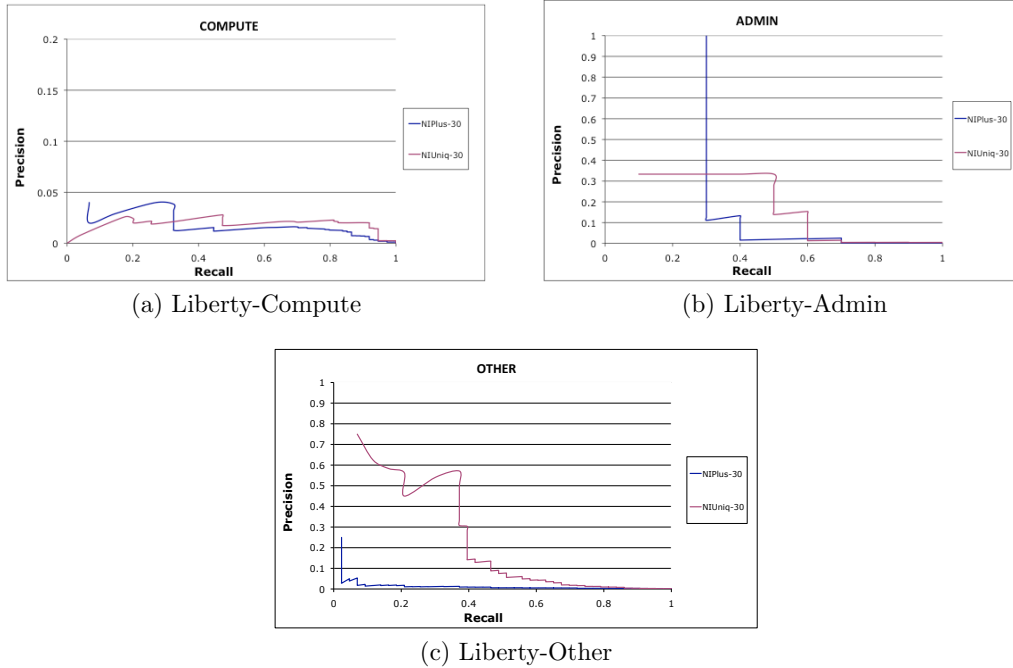 COMPUTE
0.2
0.15
0.1
0.05
0
Precision
0 0.2 0.4 0.6 0.8 1
Recall
NIPlus-30
NIUniq-30
(a) Liberty-Compute
ADMIN
1
0.9
0.8
0.7
0.6
0.5
0.4
0.3
0.2
0.1
0
Precision
0 0.2 0.4 0.6 0.8 1
Recall
NIPlus-30
NIUniq-30
(b) Liberty-Admin
OTHER
1
0.9
0.8
0.7
0.6
0.5
0.4
0.3
0.2
0.1
0
Precision
0 0.2 0.4 0.6 0.8 1
Recall
NIPlus-30
NIUniq-30
(c) Liberty-Other